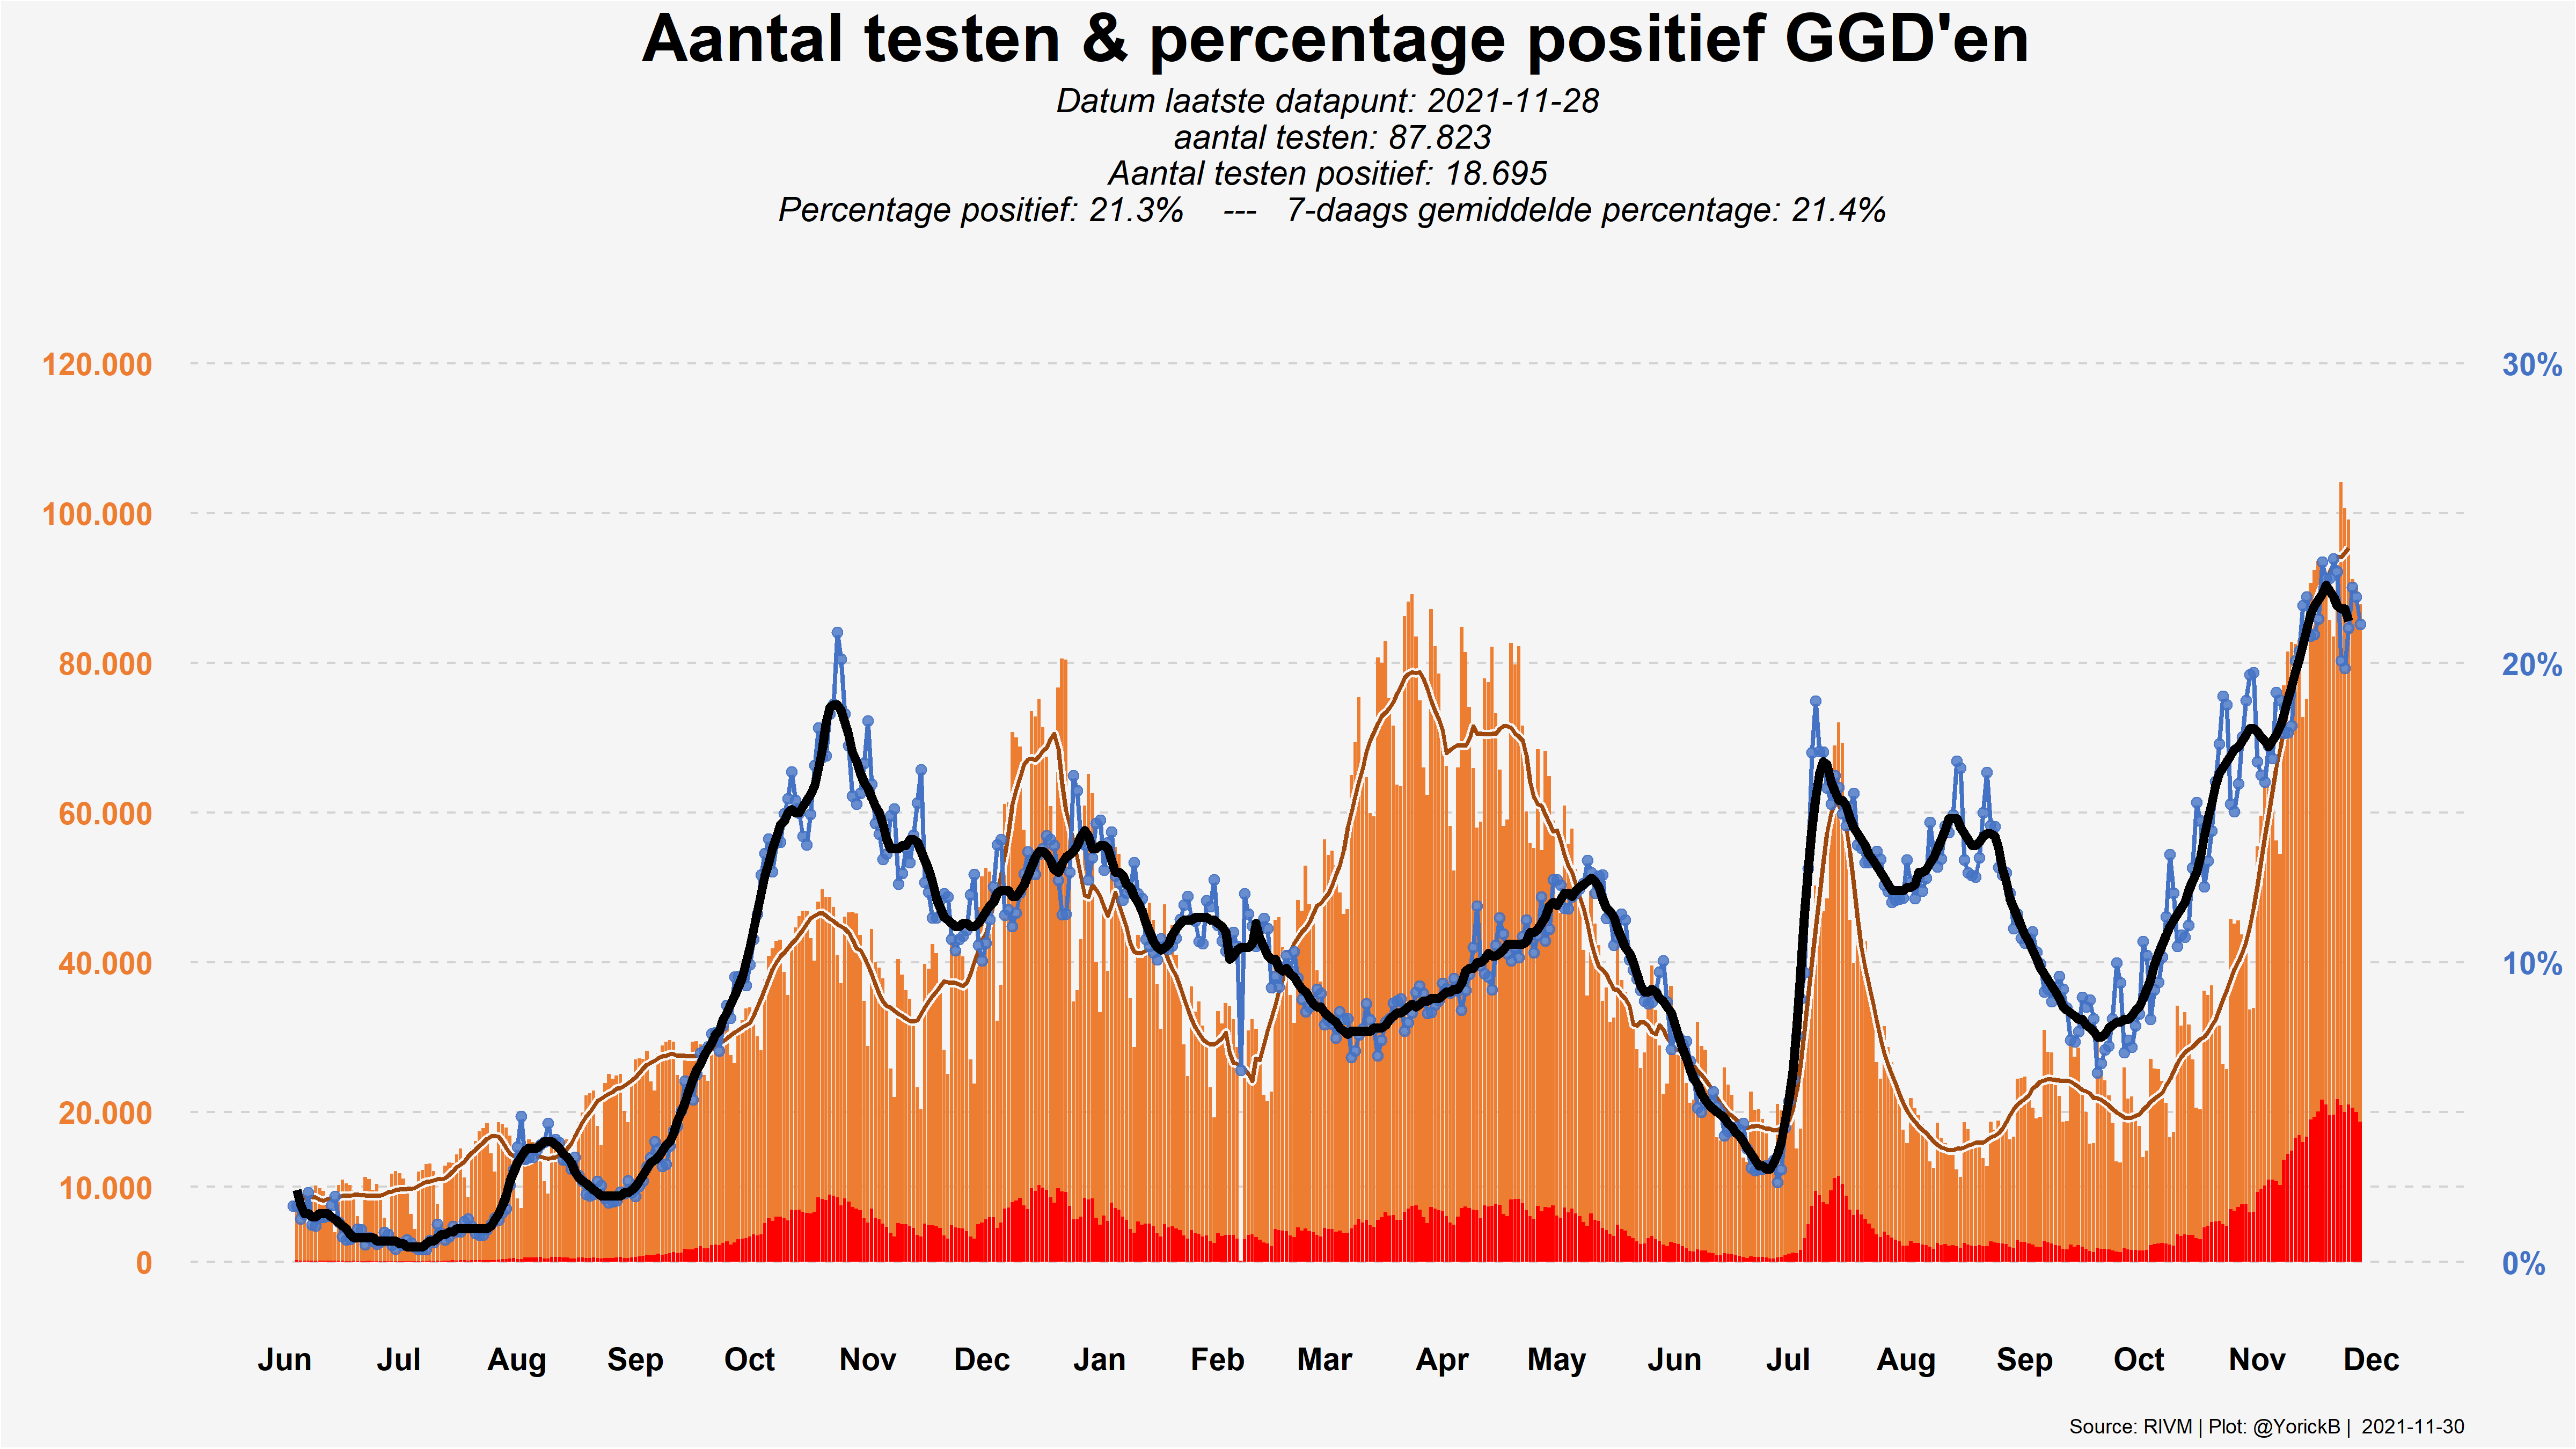 Aantal testen & percentage positief GGD'en
Datum laatste datapunt: 2021-11-28
aantal testen: 87.823
Aantal testen positief: 18.695
Percentage positief: 21.3% --- 7-daags gemiddelde percentage: 21.4%
120.000 30%
100.000
80.000 20%
60.000
40.000 10%
20.000
10.000
0 0%
Jun Jul Aug Sep Oct Nov Dec Jan Feb Mar Apr May Jun Jul Aug Sep Oct Nov Dec
Source: RIVM | Plot: @YorickB | 2021-11-30